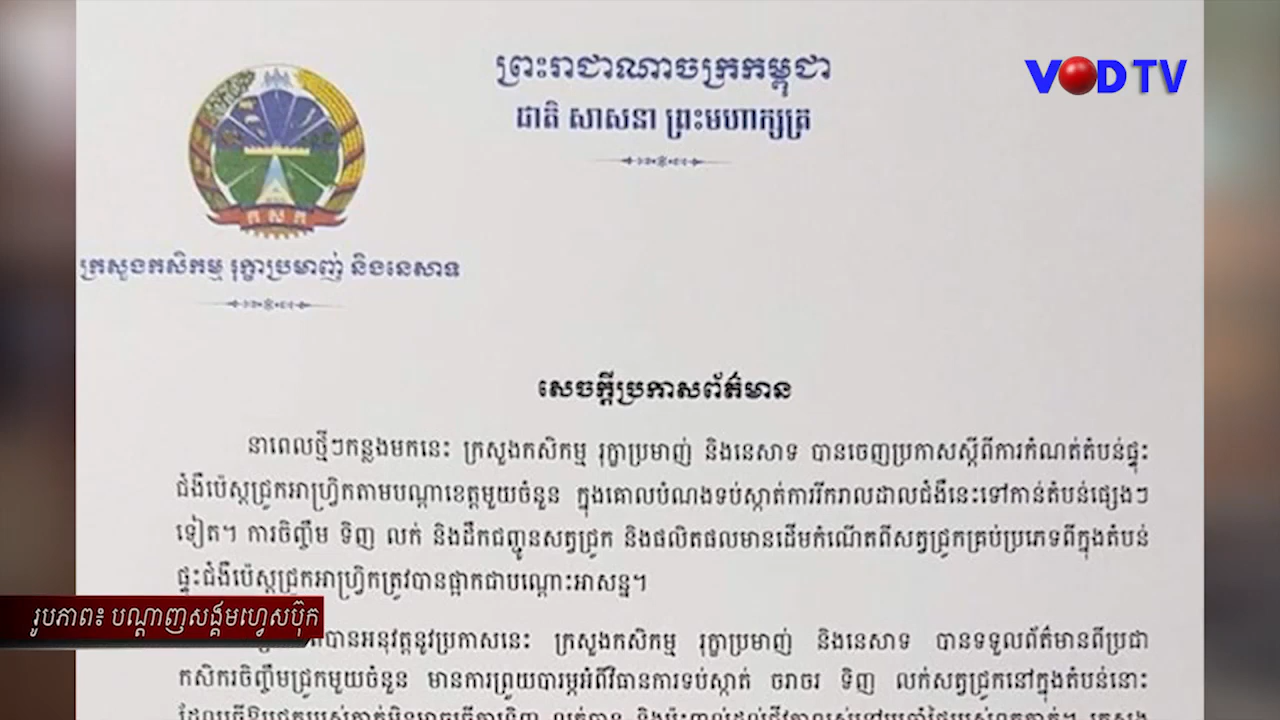 ព្រះរាជាណាចក្រកម្ពុជា
VODTV
ជាតិ សាសនា ព្រះមហាក្សត្រ
ក ស ក
ក្រសួងកសិកម្ម រុក្ខាប្រមាញ់ និងនេសាទ
សេចក្តីប្រកាសព័ត៌មាន
នាពេលថ្មីៗកន្លងមកនេះ ក្រសួងកសិកម្ម រុក្ខាប្រមាញ់ និងនេសាទ បានចេញប្រកាសស្តីពីការកំណត់តំបន់ផ្ទុះ
ជំងឺប៉េស្តជ្រូកអាហ្វ្រិកតាមបណ្តាខេត្តមួយចំនួន ក្នុងគោលបំណងទប់ស្កាត់ការរីករាលដាលជំងឺនេះទៅកាន់តំបន់ផ្សេងៗ
ទៀត។ ការចិញ្ចឹម ទិញ លក់ និងដឹកជញ្ជូនសត្វជ្រូក និងផលិតផលមានដើមកំណើតពីសត្វជ្រូកគ្រប់ប្រភេទពីក្នុងតំបន់
ផ្ទុះជំងឺប៉េស្តជ្រូកអាហ្វ្រិកត្រូវបានផ្អាកជាបណ្តោះអាសន្ន។
រូបភាព៖ បណ្តាញសង្គមហ្វេសប៊ុក
បានអនុវត្តនូវប្រកាសនេះ ក្រសួងកសិកម្ម រុក្ខាប្រមាញ់ និងនេសាទ បានទទួលព័ត៌មានពីប្រជា
កសិករចិញ្ចឹមជ្រូកមួយចំនួន មានការព្រួយបារម្ភអំពីវិធានការទប់ស្កាត់ ចរាចរ ទិញ លក់សត្វជ្រូកនៅក្នុងតំបន់នោះ